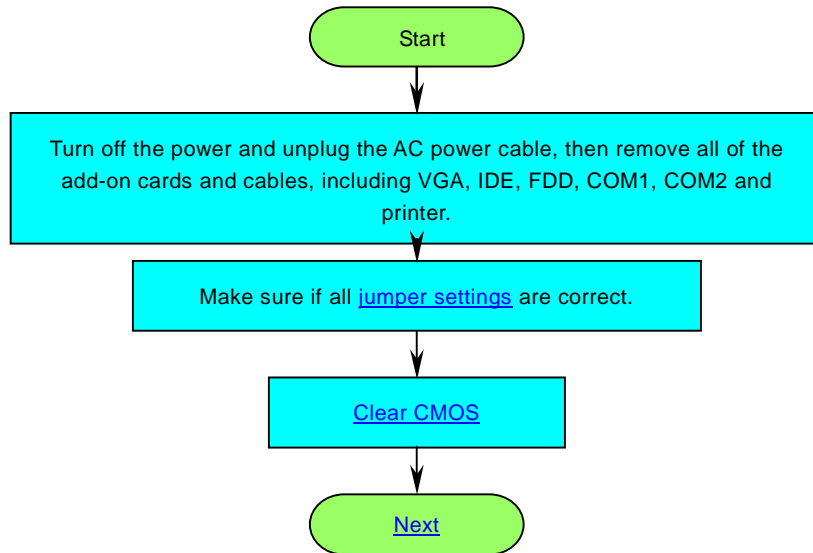 Start
Turn off the power and unplug the AC power cable, then remove all of the
add-on cards and cables, including VGA, IDE, FDD, COM1, COM2 and
printer.
Make sure if all jumper settings are correct.
Clear CMOS
Next